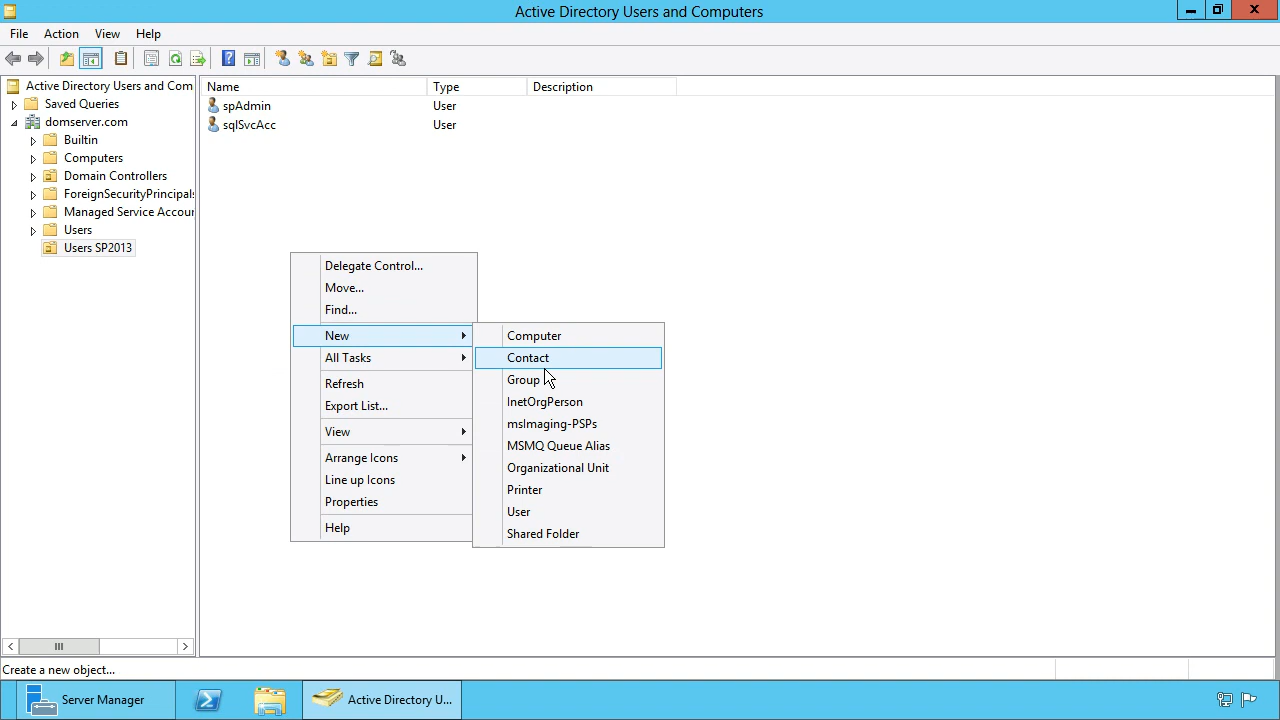 Active Directory Users and Computers
File Action View Help
Active Directory Users and Com
Saved Queries
domserver.com
Builtin
Computers
Domain Controllers
ForeignSecurityPrincipals
Managed Service Accour
Users
Users SP2013
Name Type Description
spAdmin User
sqlSvcAcc User
Delegate Control...
Move...
Find...
New
All Tasks
Refresh
Export List...
View
Arrange Icons
Line up Icons
Properties
Help
Computer
Contact
Group
InetOrgPerson
msImaging-PSPs
MSMQ Queue Alias
Organizational Unit
Printer
User
Shared Folder
Create a new object...
Server Manager
Active Directory U...